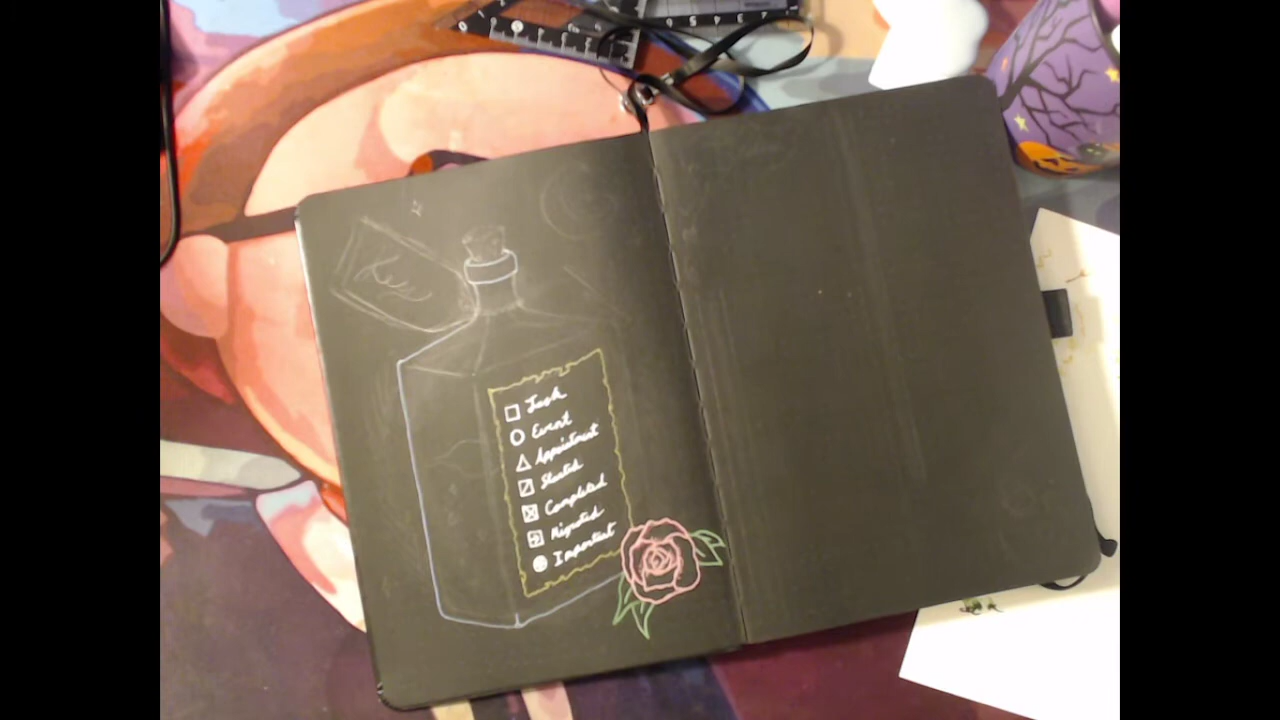 Task
Event
Appointment
Started
Completed
Migrated
Important